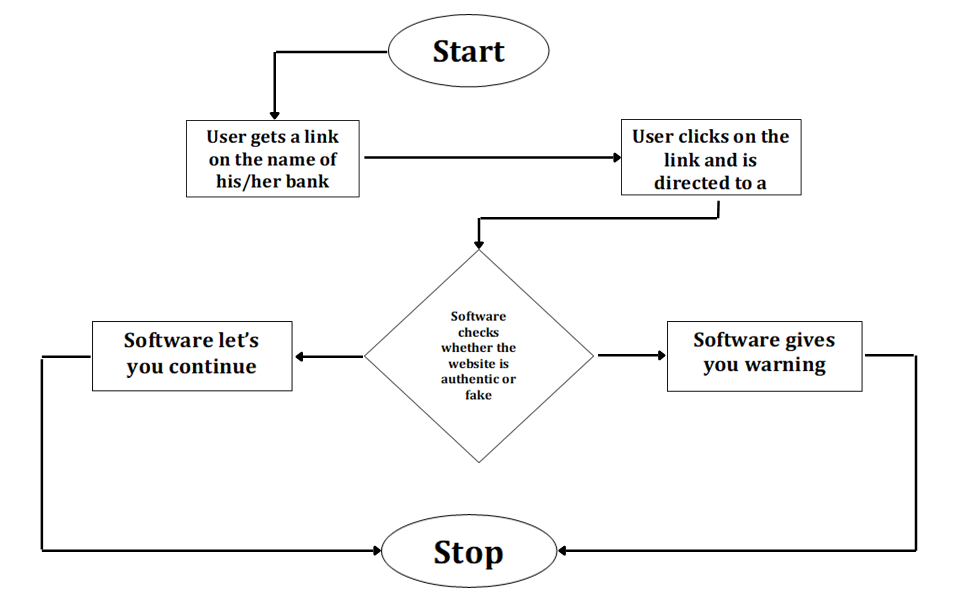 Start
User gets a link
on the name of
his/her bank
User clicks on the
link and is
directed to a
Software
checks
whether the
website is
authentic or
fake
Software let’s
you continue
Software gives
you warning
Stop